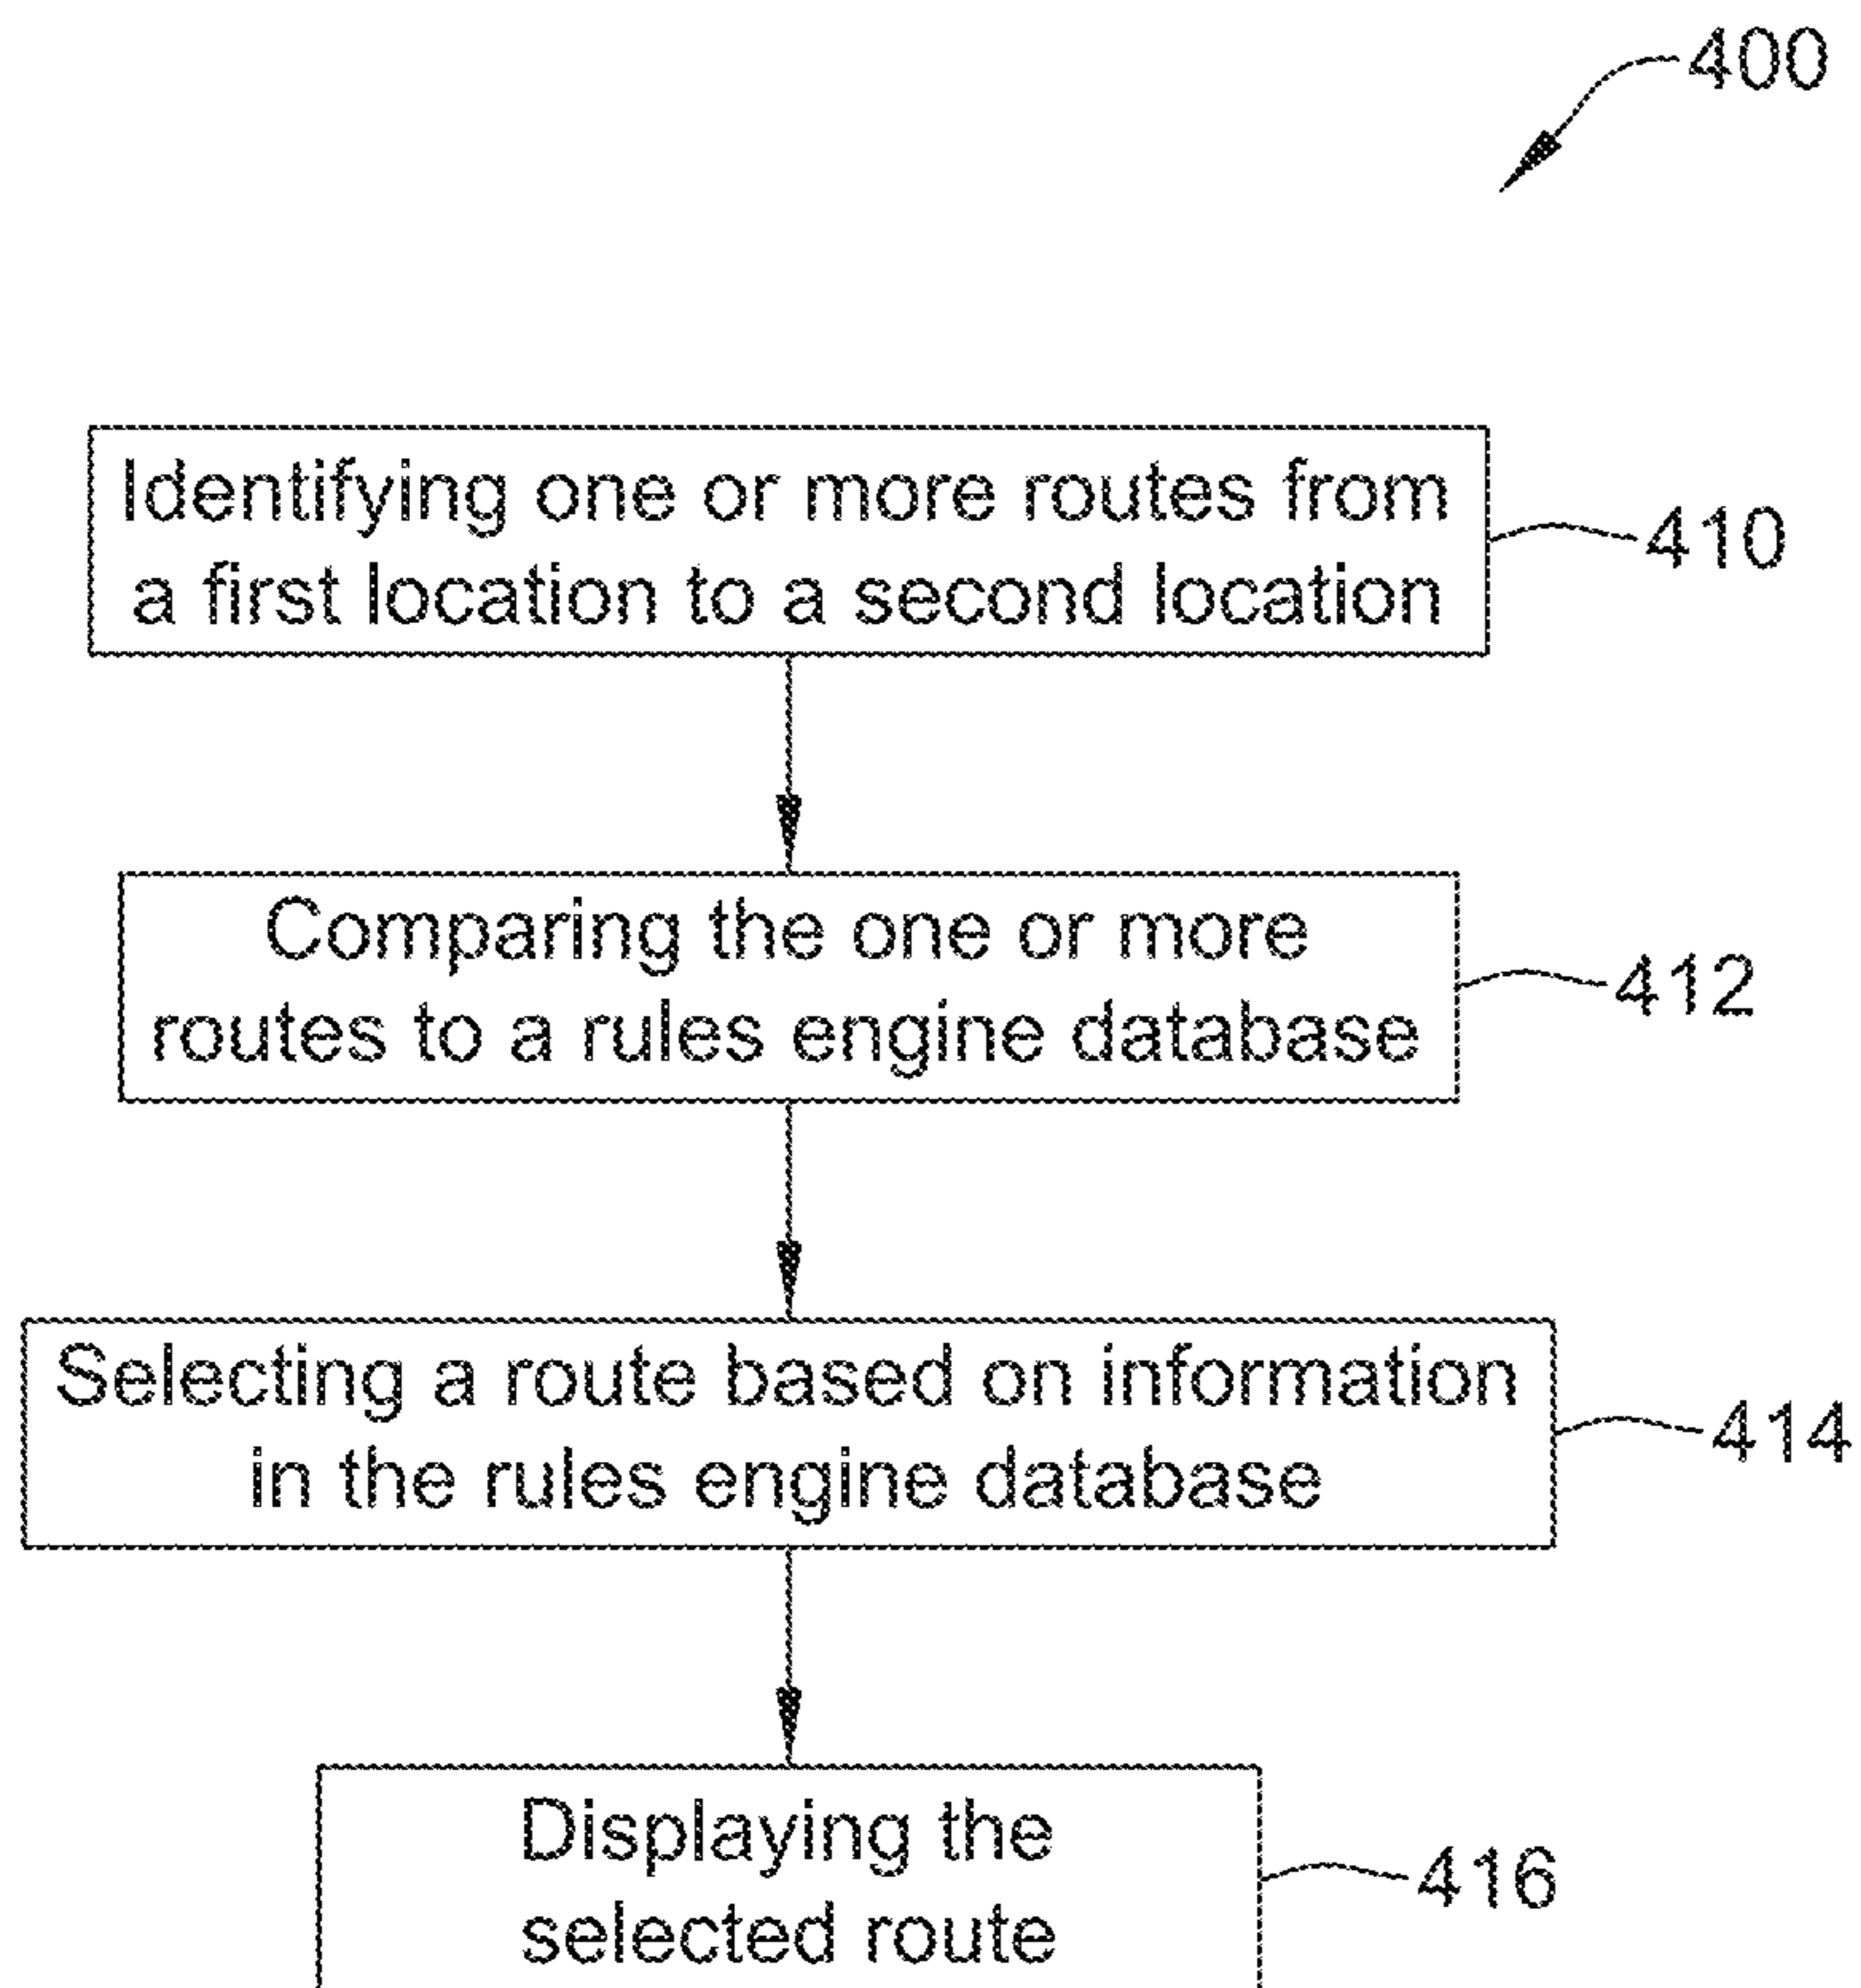 400
Identifying one or more routes from
a first location to a second location
410
Comparing the one or more
routes to a rules engine database
412
Selecting a route based on information
in the rules engine database
414
Displaying the
selected route
416